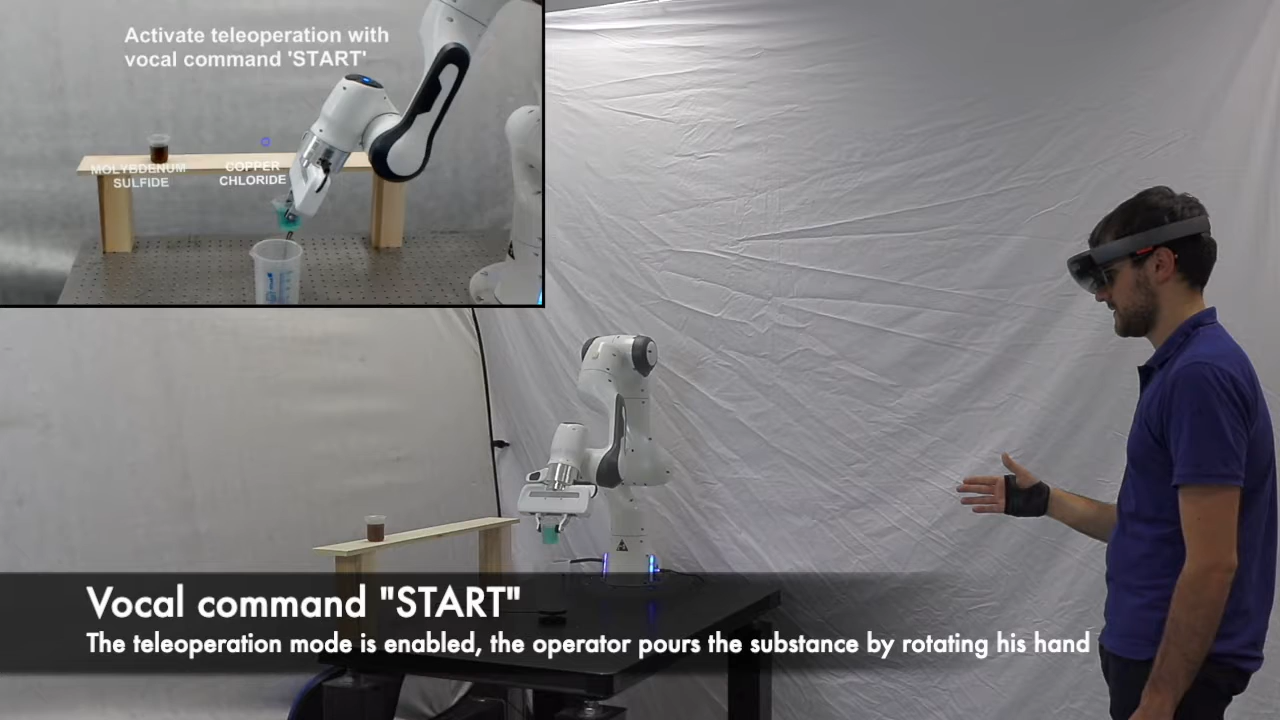 Activate teleoperation with
vocal command 'START'
MOLYBDENUM
SULFIDE
COPPER
CHLORIDE
Vocal command "START"
The teleoperation mode is enabled, the operator pours the substance by rotating his hand